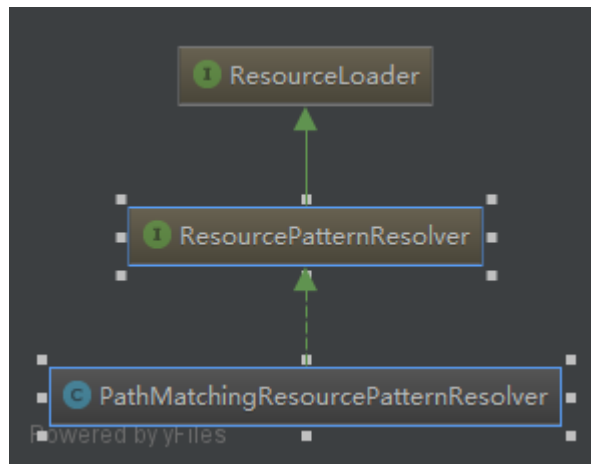 I ResourceLoader
I ResourcePatternResolver
C PathMatchingResourcePatternResolver
Powered by yFiles